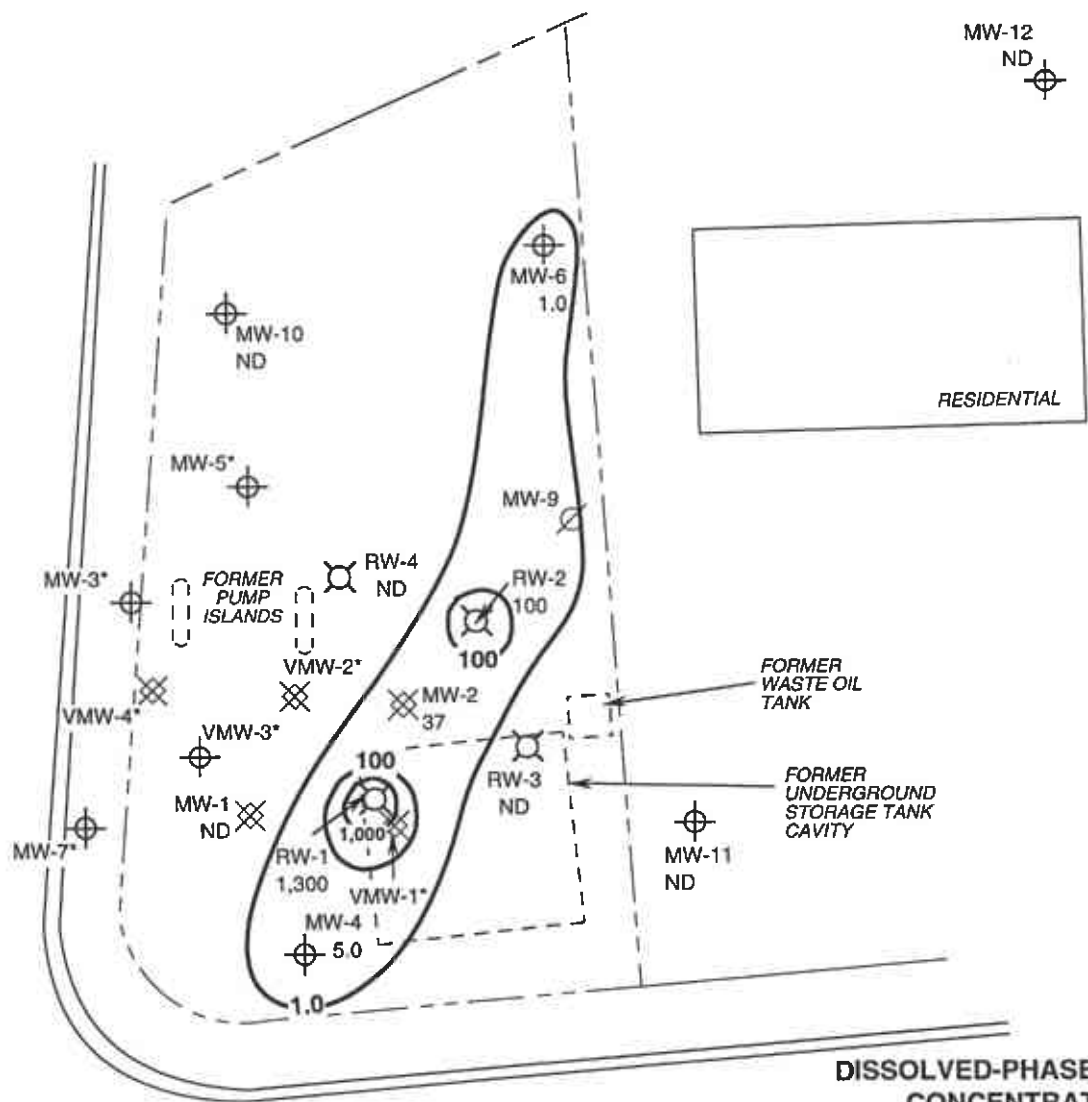 MW-12
ND
MW-6
1.0
MW-10
ND
RESIDENTIAL
MW-5*
MW-9
RW-4
ND
MW-3*
FORMER
PUMP
ISLANDS
RW-2
100
100
VMW-2*
FORMER
WASTE OIL
TANK
MW-2
37
VMW-4*
VMW-3*
100
RW-3
ND
FORMER
UNDERGROUND
STORAGE TANK
CAVITY
MW-1
ND
1,000
MW-7*
RW-1
1,300
VMW-1*
MW-11
ND
MW-4
5.0
1.0
DISSOLVED-PHASE
CONCENTRAT